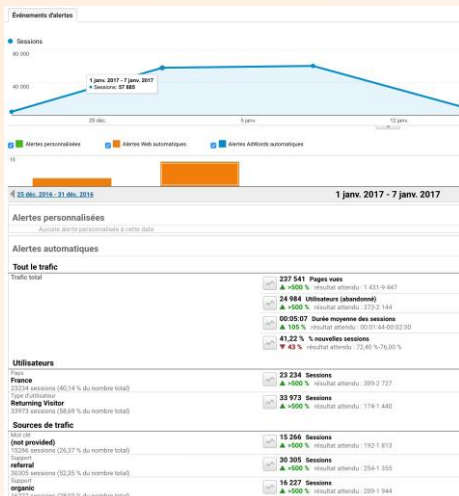 Événements d'alertes
Sessions
80 000
40 000
1 janv. 2017 - 7 janv. 2017
Sessions: 57 885
25 déc.
5 janv.
12 janv.
Alertes personnalisées
Alertes Web automatiques
Alertes AdWords automatiques
15
25 déc. 2016 - 31 déc. 2016
1 janv. 2017 - 7 janv. 2017
Alertes personnalisées
Aucune alerte personnalisée à cette date
Alertes automatiques
Tout le trafic
Trafic total
237 541 Pages vues
▲ >500 % résultat attendu : 1 431-9 447
24 984 Utilisateurs (abandonné)
▲ >500 % résultat attendu : 373-2 144
00:05:07 Durée moyenne des sessions
▲ 105 % résultat attendu : 00:01:44-00:02:30
41,22 % % nouvelles sessions
▼ 43 % résultat attendu : 72,40 %-76,00 %
Utilisateurs
Pays
France
23234 sessions (40,14 % du nombre total)
23 234 Sessions
▲ >500 % résultat attendu : 309-2 727
Type d'utilisateur
Returning Visitor
33973 sessions (58,69 % du nombre total)
33 973 Sessions
▲ >500 % résultat attendu : 174-1 440
Sources de trafic
Mot clé
(not provided)
15266 sessions (26,37 % du nombre total)
15 266 Sessions
▲ >500 % résultat attendu : 192-1 813
Support
referral
30305 sessions (52,35 % du nombre total)
30 305 Sessions
▲ >500 % résultat attendu : 254-1 355
Support
organic
16227 sessions (28,03 % du nombre total)
16 227 Sessions
▲ >500 % résultat attendu : 209-1 944